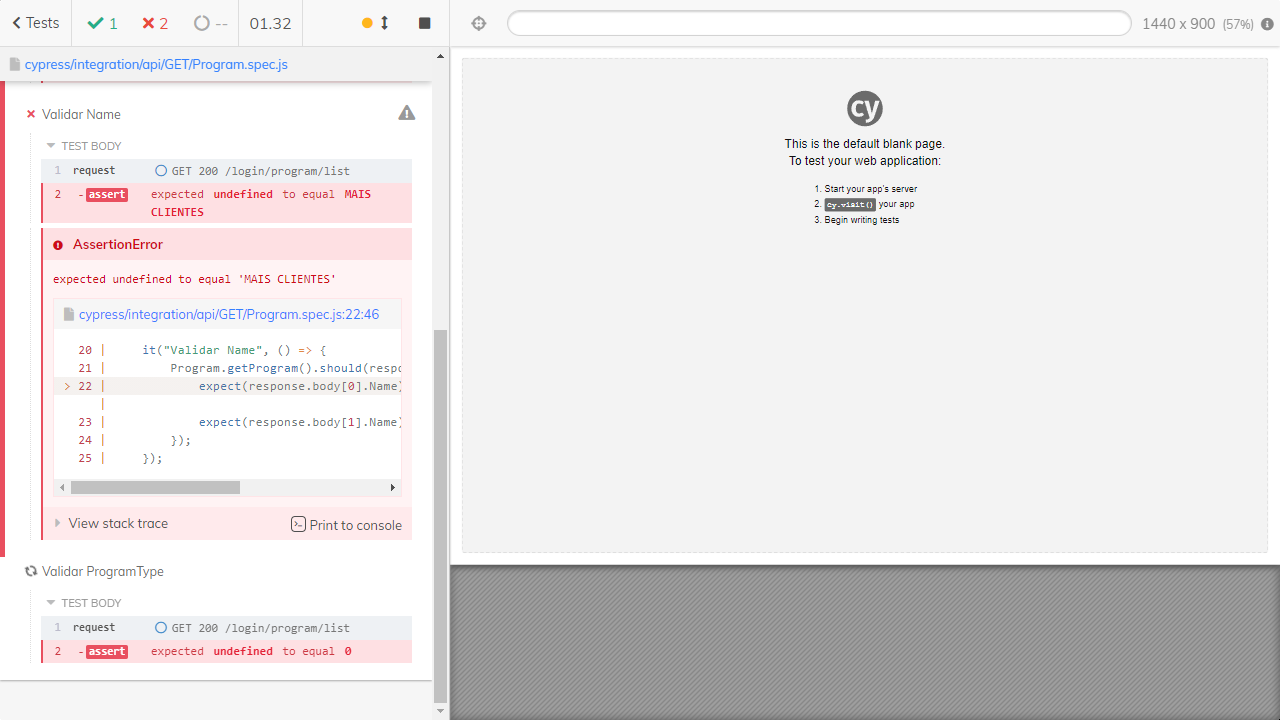 Tests
1
2
--
01.32
1440 x 900 (57%)
cypress/integration/api/GET/Program.spec.js
Validar Name
TEST BODY
1 request GET 200 /login/program/list
2 -assert expected undefined to equal MAIS
CLIENTES
AssertionError
expected undefined to equal 'MAIS CLIENTES'
cypress/integration/api/GET/Program.spec.js:22:46
20 | it("Validar Name", () => {
21 | Program.getProgram().should(respo
> 22 | expect(response.body[0].Name)
|
23 | expect(response.body[1].Name)
24 | });
25 | });
View stack trace
Print to console
Validar ProgramType
TEST BODY
1 request GET 200 /login/program/list
2 -assert expected undefined to equal 0
cy
This is the default blank page.
To test your web application:
1. Start your app's server
2. cy.visit() your app
3. Begin writing tests